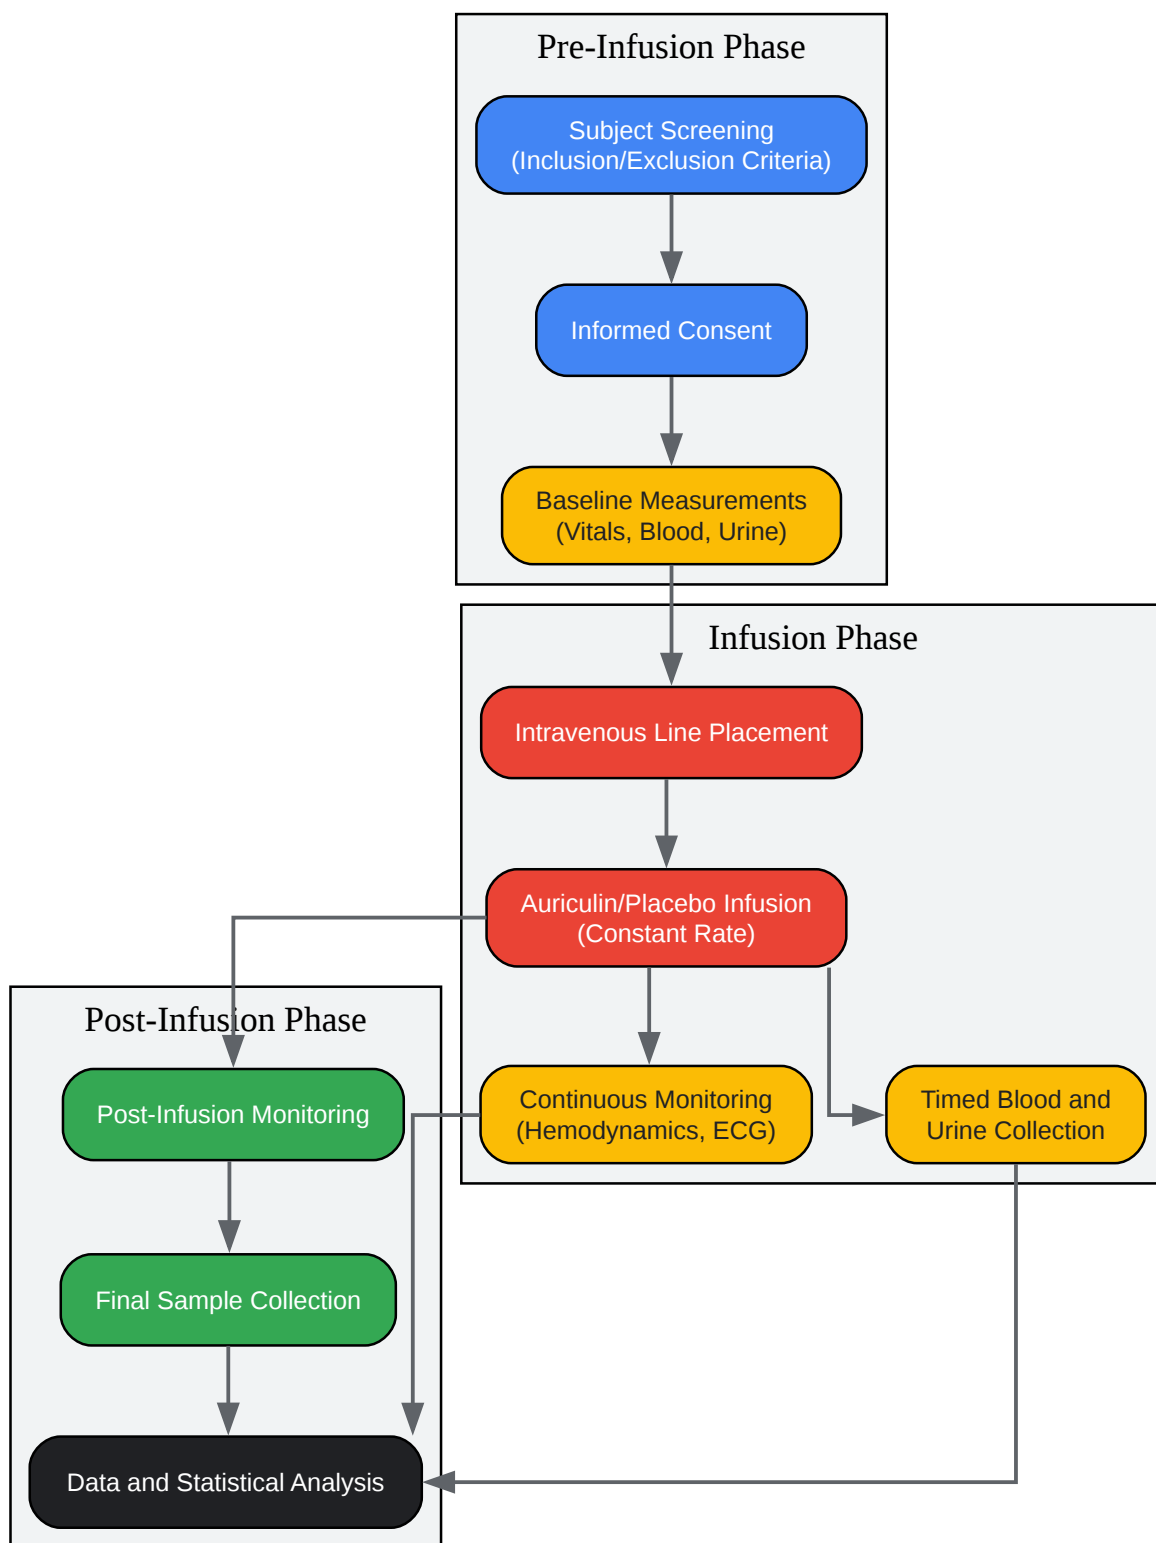 Pre-Infusion Phase
Subject Screening
(Inclusion/Exclusion Criteria)
Informed Consent
Baseline Measurements
(Vitals, Blood, Urine)
Infusion Phase
Intravenous Line Placement
Auriculin/Placebo Infusion
(Constant Rate)
Continuous Monitoring
(Hemodynamics, ECG)
Timed Blood and
Urine Collection
Post-Infusion Phase
Post-Infusion Monitoring
Final Sample Collection
Data and Statistical Analysis